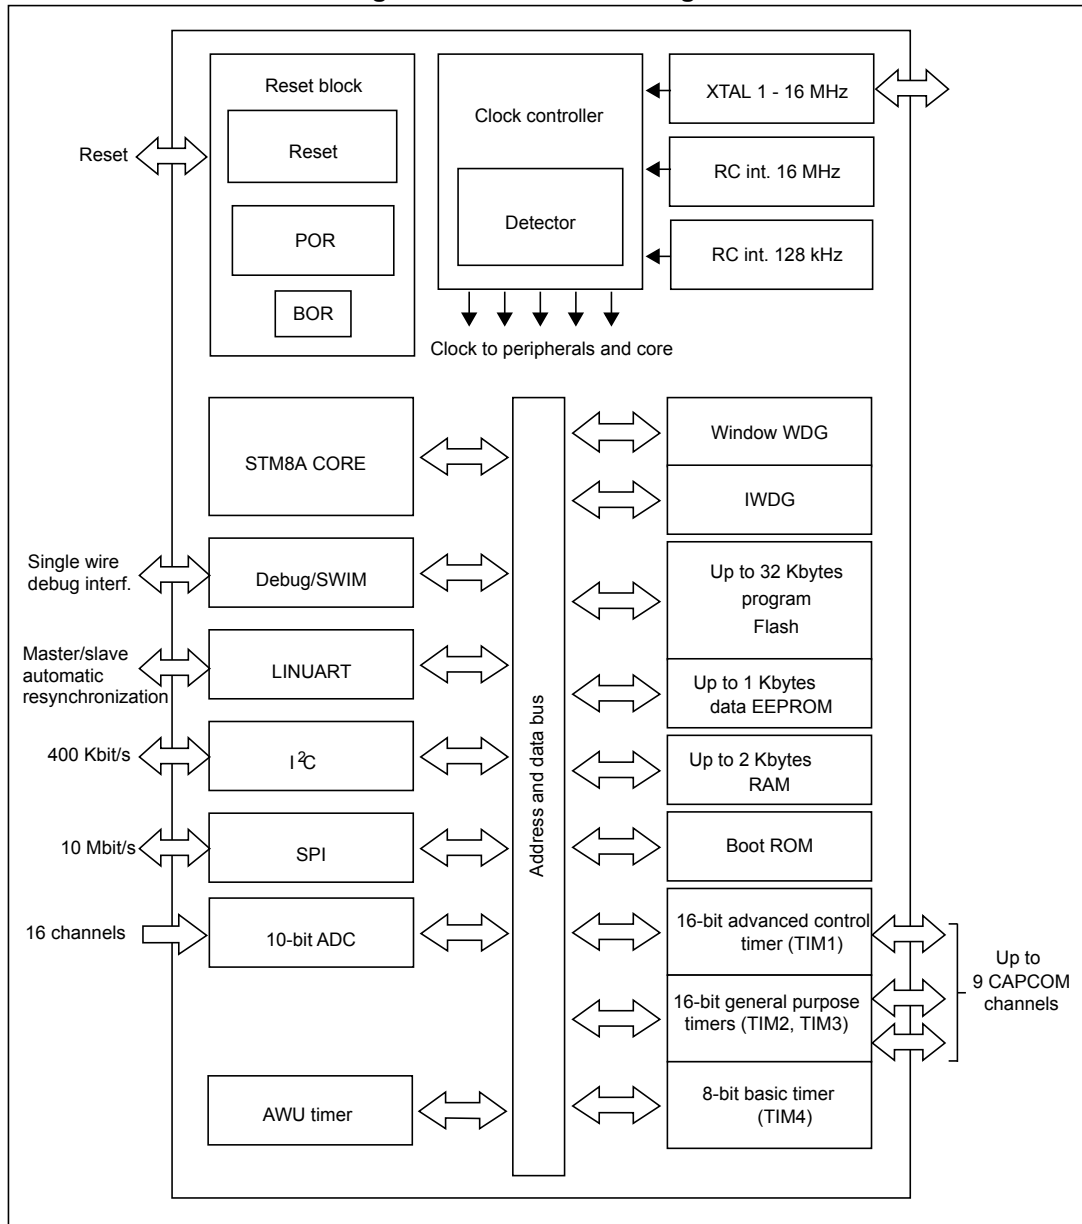 Reset block
Reset
POR
BOR
Reset
Clock controller
Detector
XTAL 1 - 16 MHz
RC int. 16 MHz
RC int. 128 kHz
Clock to peripherals and core
STM8A CORE
Single wire
debug interf.
Debug/SWIM
Master/slave
automatic
resynchronization
LINUART
400 Kbit/s
I²C
10 Mbit/s
SPI
16 channels
10-bit ADC
AWU timer
Address and data bus
Window WDG
IWDG
Up to 32 Kbytes
program
Flash
Up to 1 Kbytes
data EEPROM
Up to 2 Kbytes
RAM
Boot ROM
16-bit advanced control
timer (TIM1)
16-bit general purpose
timers (TIM2, TIM3)
8-bit basic timer
(TIM4)
Up to
9 CAPCOM
channels